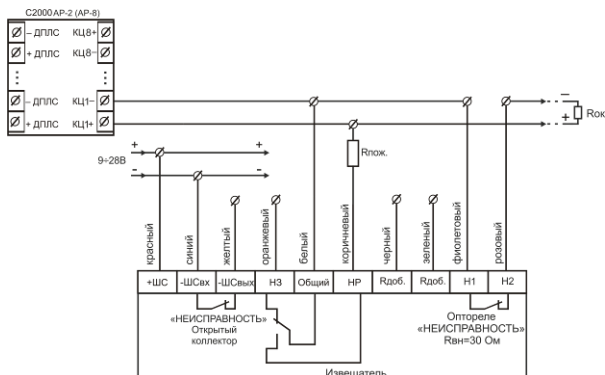 С2000 АР-2 (АР-8)
– ДПЛС КЦ8+
+ ДПЛС КЦ8–
– ДПЛС КЦ1–
+ ДПЛС КЦ1+
–
+
Rок
+ +
9÷28В
- -
Rпож.
красный
синий
желтый
оранжевый
белый
коричневый
черный
зеленый
фиолетовый
розовый
+ШС -ШСвх -ШСвых НЗ Общий НР Rдоб. Rдоб. Н1 Н2
«НЕИСПРАВНОСТЬ»
Открытый
коллектор
Оптореле
«НЕИСПРАВНОСТЬ»
Rвн=30 Ом
Извещатель